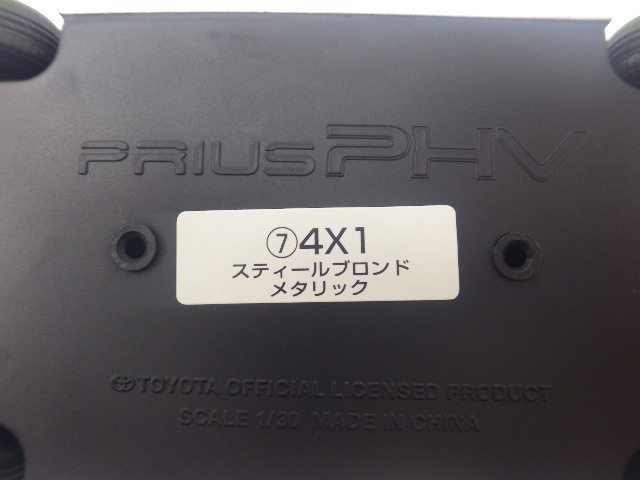 PRIUS PHV
⑦4X1
スティールブロンド
メタリック
TOYOTA OFFICIAL LICENSED PRODUCT
SCALE 1/30 MADE IN CHINA